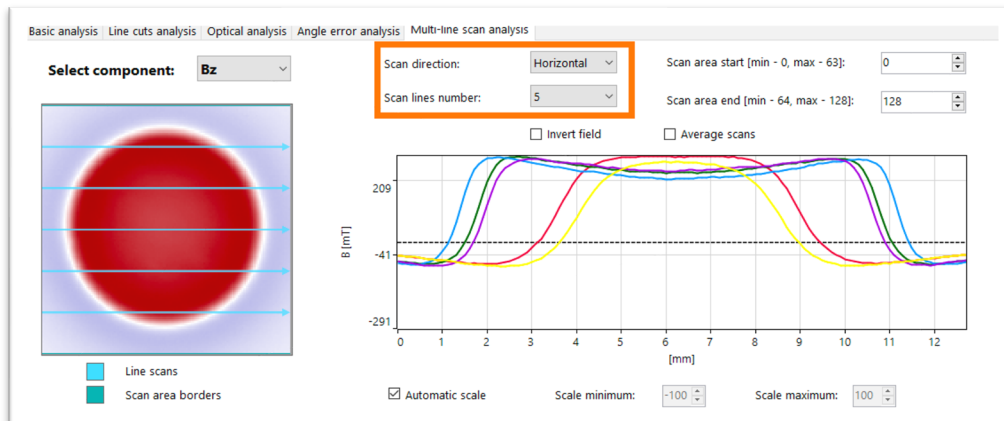 Basic analysis Line cuts analysis Optical analysis Angle error analysis Multi-line scan analysis
Select component: Bz
Scan direction: Horizontal
Scan lines number: 5
Scan area start [min - 0, max - 63]: 0
Scan area end [min - 64, max - 128]: 128
Invert field Average scans
B [mT]
209
-41
-291
0 1 2 3 4 5 6 7 8 9 10 11 12
[mm]
Line scans
Scan area borders
Automatic scale Scale minimum: -100 Scale maximum: 100